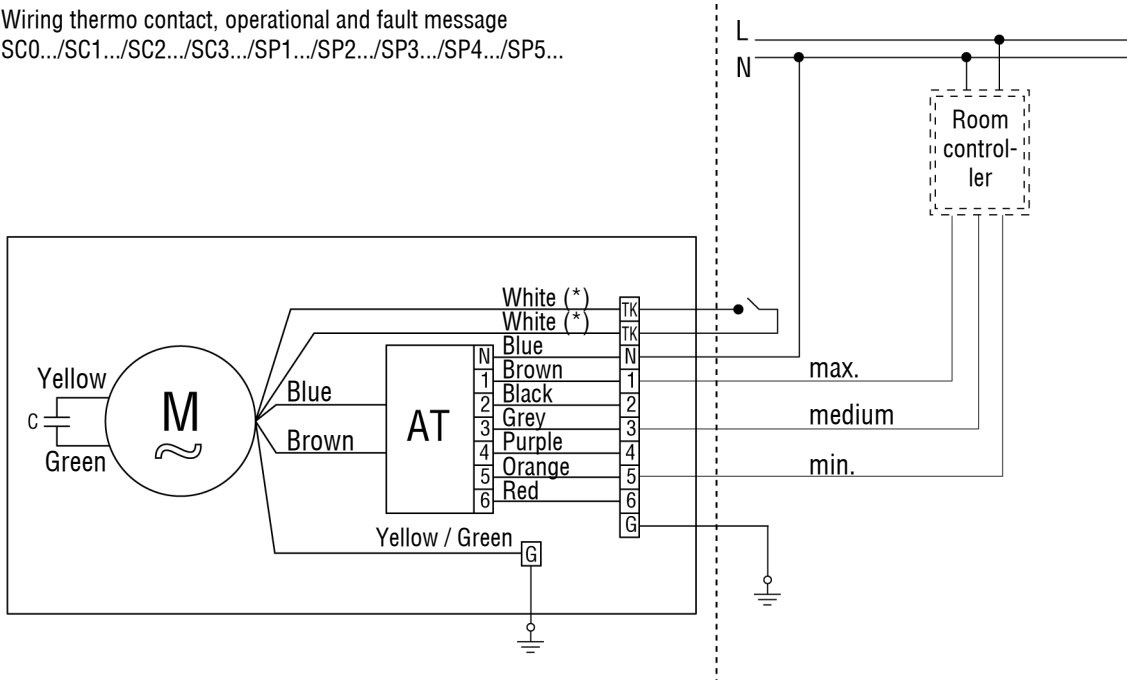 Wiring thermo contact, operational and fault message
SC0.../SC1.../SC2.../SC3.../SP1.../SP2.../SP3.../SP4.../SP5...
L
N
Room
control-
ler
White (*)
TK
White (*)
TK
N
Blue
N
1
Brown
1
max.
2
Black
2
3
Grey
3
medium
4
Purple
4
5
Orange
5
min.
6
Red
6
G
Yellow
C
Green
M
Blue
Brown
AT
Yellow / Green
G